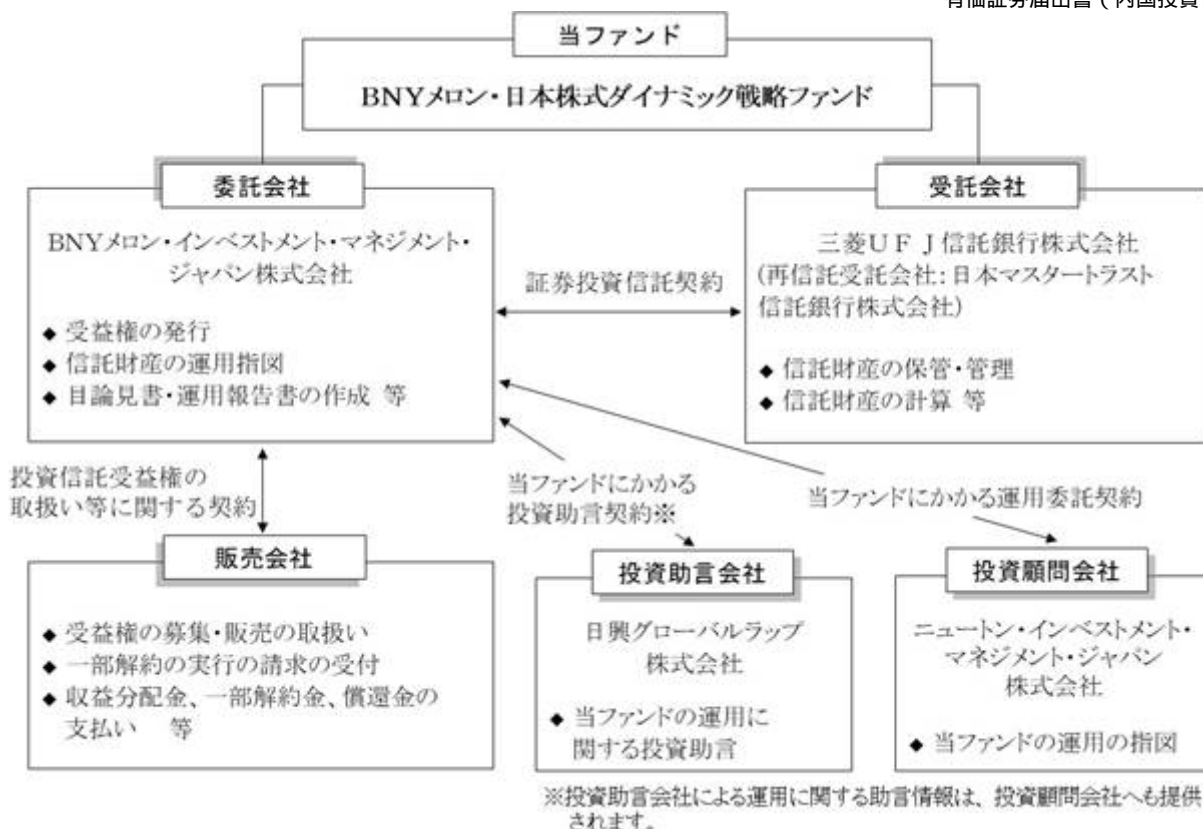 有価証券届出書（内国投資
当ファンド
BNYメロン・日本株式ダイナミック戦略ファンド
委託会社
BNYメロン・インベストメント・マネジメント・
ジャパン株式会社
◆ 受益権の発行
◆ 信託財産の運用指図
◆ 目論見書・運用報告書の作成 等
証券投資信託契約
受託会社
三菱UFJ信託銀行株式会社
(再信託受託会社:日本マスタートラスト
信託銀行株式会社)
◆ 信託財産の保管・管理
◆ 信託財産の計算 等
投資信託受益権の
取扱い等に関する契約
当ファンドにかかる
投資助言契約※
当ファンドにかかる運用委託契約
販売会社
◆ 受益権の募集・販売の取扱い
◆ 一部解約の実行の請求の受付
◆ 収益分配金、一部解約金、償還金の
支払い 等
投資助言会社
日興グローバルラップ
株式会社
◆ 当ファンドの運用に
関する投資助言
投資顧問会社
ニュートン・インベストメント・
マネジメント・ジャパン
株式会社
◆ 当ファンドの運用の指図
※投資助言会社による運用に関する助言情報は、投資顧問会社へも提供
されます。